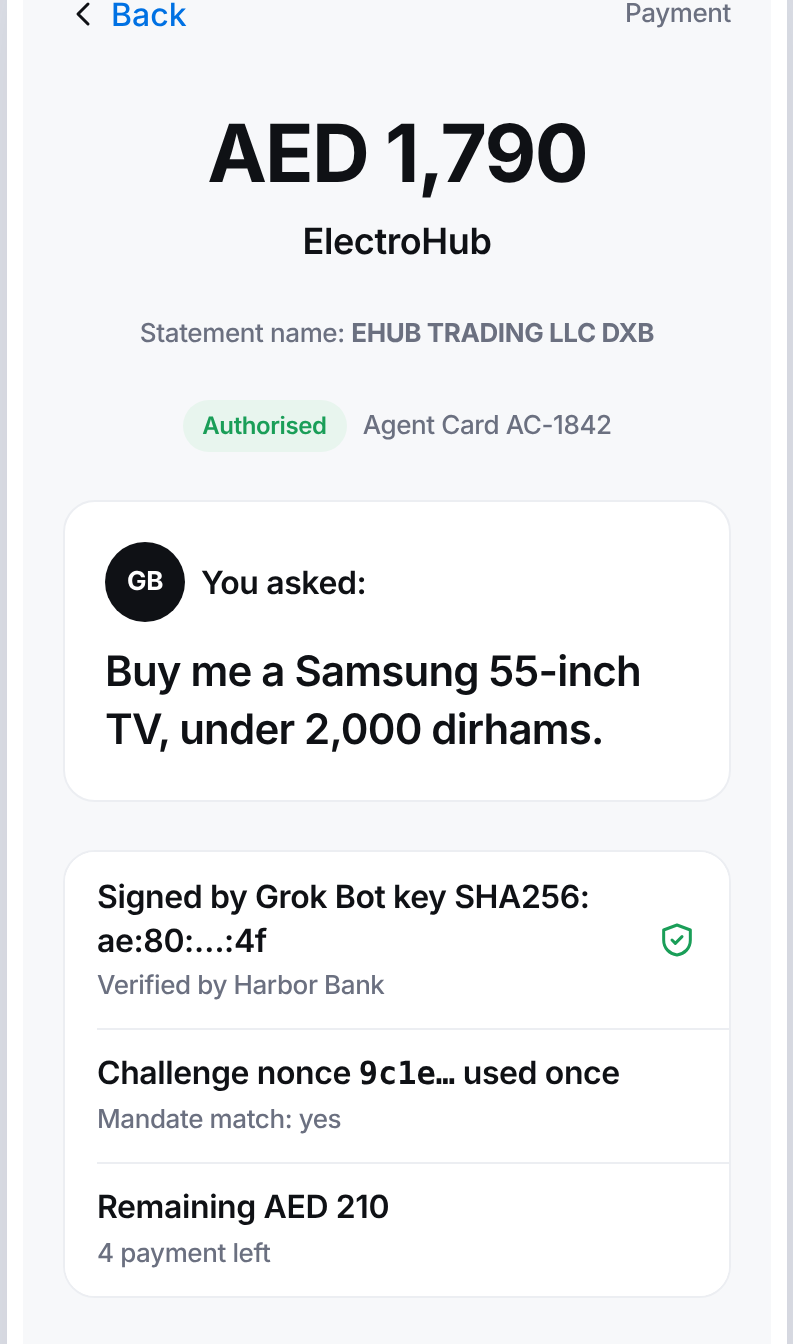 Back
Payment
AED 1,790
ElectroHub
Statement name: EHUB TRADING LLC DXB
Authorised
Agent Card AC-1842
GB
You asked:
Buy me a Samsung 55-inch
TV, under 2,000 dirhams.
Signed by Grok Bot key SHA256:
ae:80:...:4f
Verified by Harbor Bank
Challenge nonce 9c1e… used once
Mandate match: yes
Remaining AED 210
4 payment left